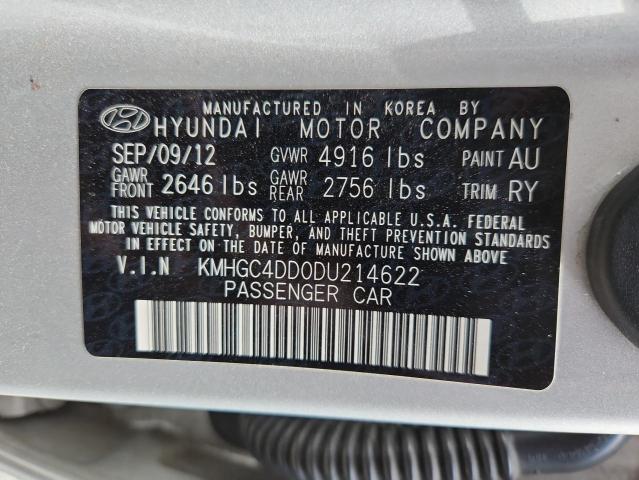 MANUFACTURED IN KOREA BY
HYUNDAI MOTOR COMPANY
SEP/09/12 GVWR 4916 lbs PAINT AU
GAWR FRONT 2646 lbs GAWR REAR 2756 lbs TRIM RY
THIS VEHICLE CONFORMS TO ALL APPLICABLE U.S.A. FEDERAL
MOTOR VEHICLE SAFETY, BUMPER, AND THEFT PREVENTION STANDARDS
IN EFFECT ON THE DATE OF MANUFACTURE SHOWN ABOVE.
V.I.N KMHGC4DD0DU214622
PASSENGER CAR